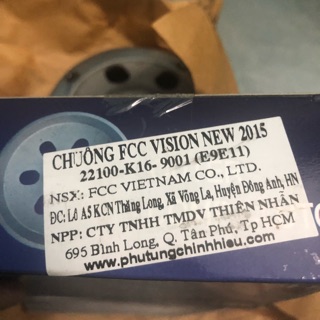 CHUÔNG FCC VISION NEW 2015
22100-K16-9001 (E9E11)
NSX: FCC VIETNAM CO., LTD.
ĐC: Lô A5 KCN Thăng Long, Xã Võng La, Huyện Đông Anh, HN
NPP: CTY TNHH TMDV THIÊN NHẪN
695 Bình Long, Q. Tân Phú, Tp HCM
www.phutungchinhhieu.com